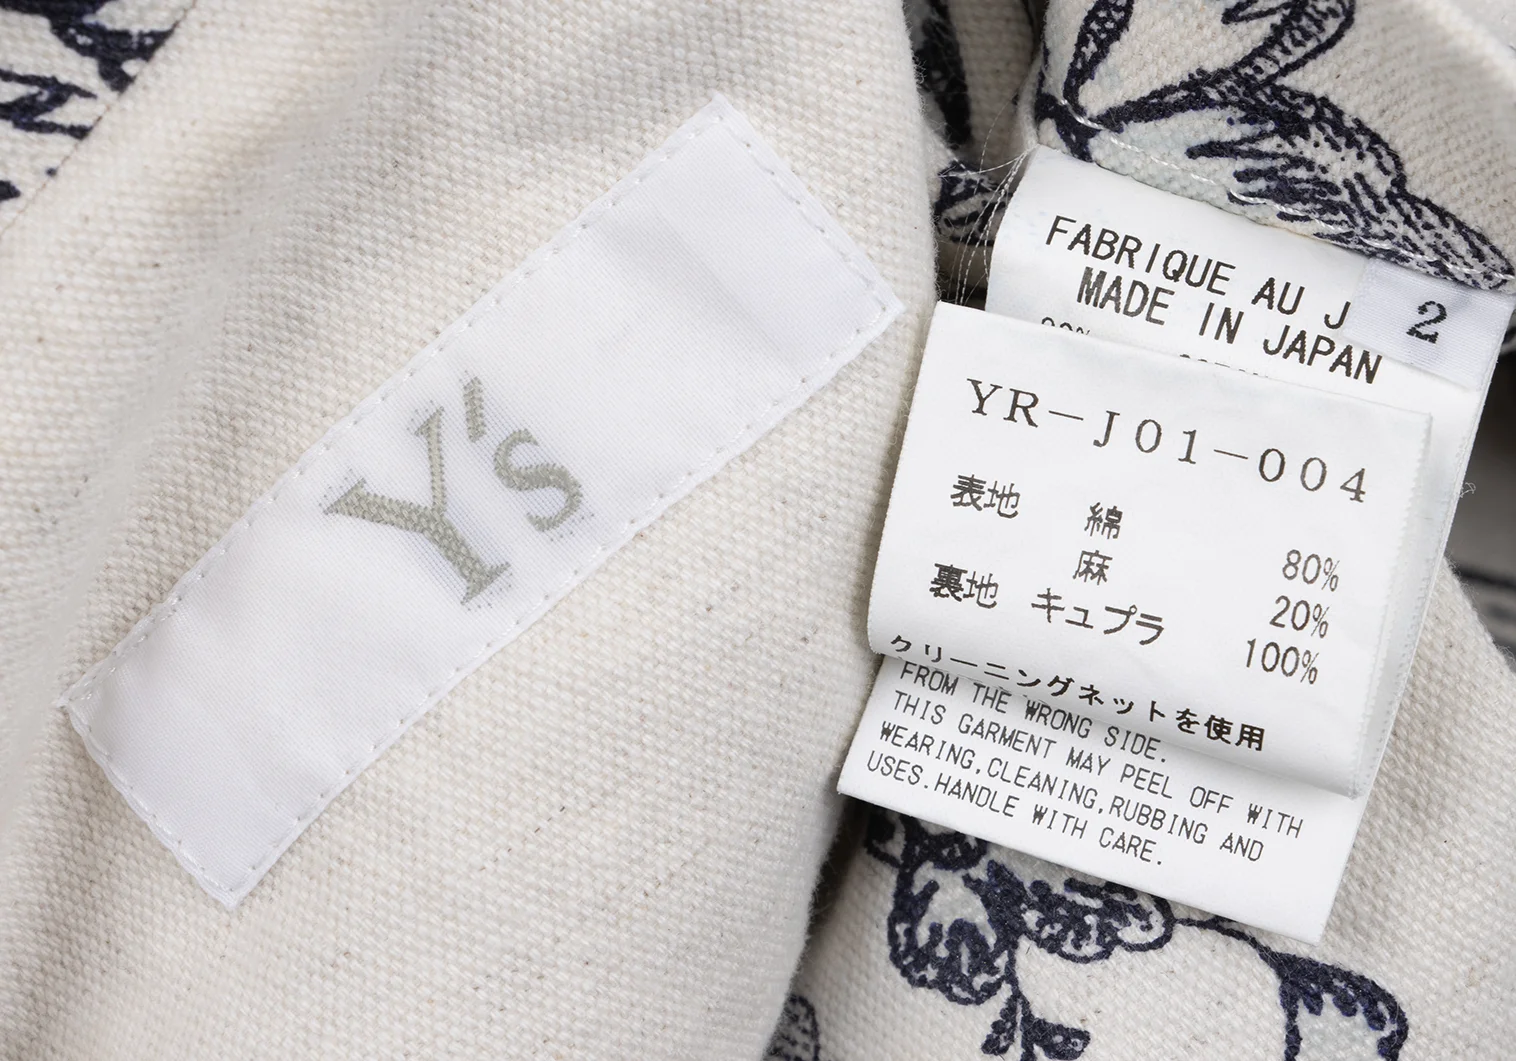 Y's
FABRIQUE AU J
2
MADE IN JAPAN
YR-J01-004
表地 綿 80%
麻 20%
裏地 キュプラ 100%
クリーニングネットを使用
FROM THE WRONG SIDE.
THIS GARMENT MAY PEEL OFF WITH
WEARING,CLEANING,RUBBING AND
USES.HANDLE WITH CARE.